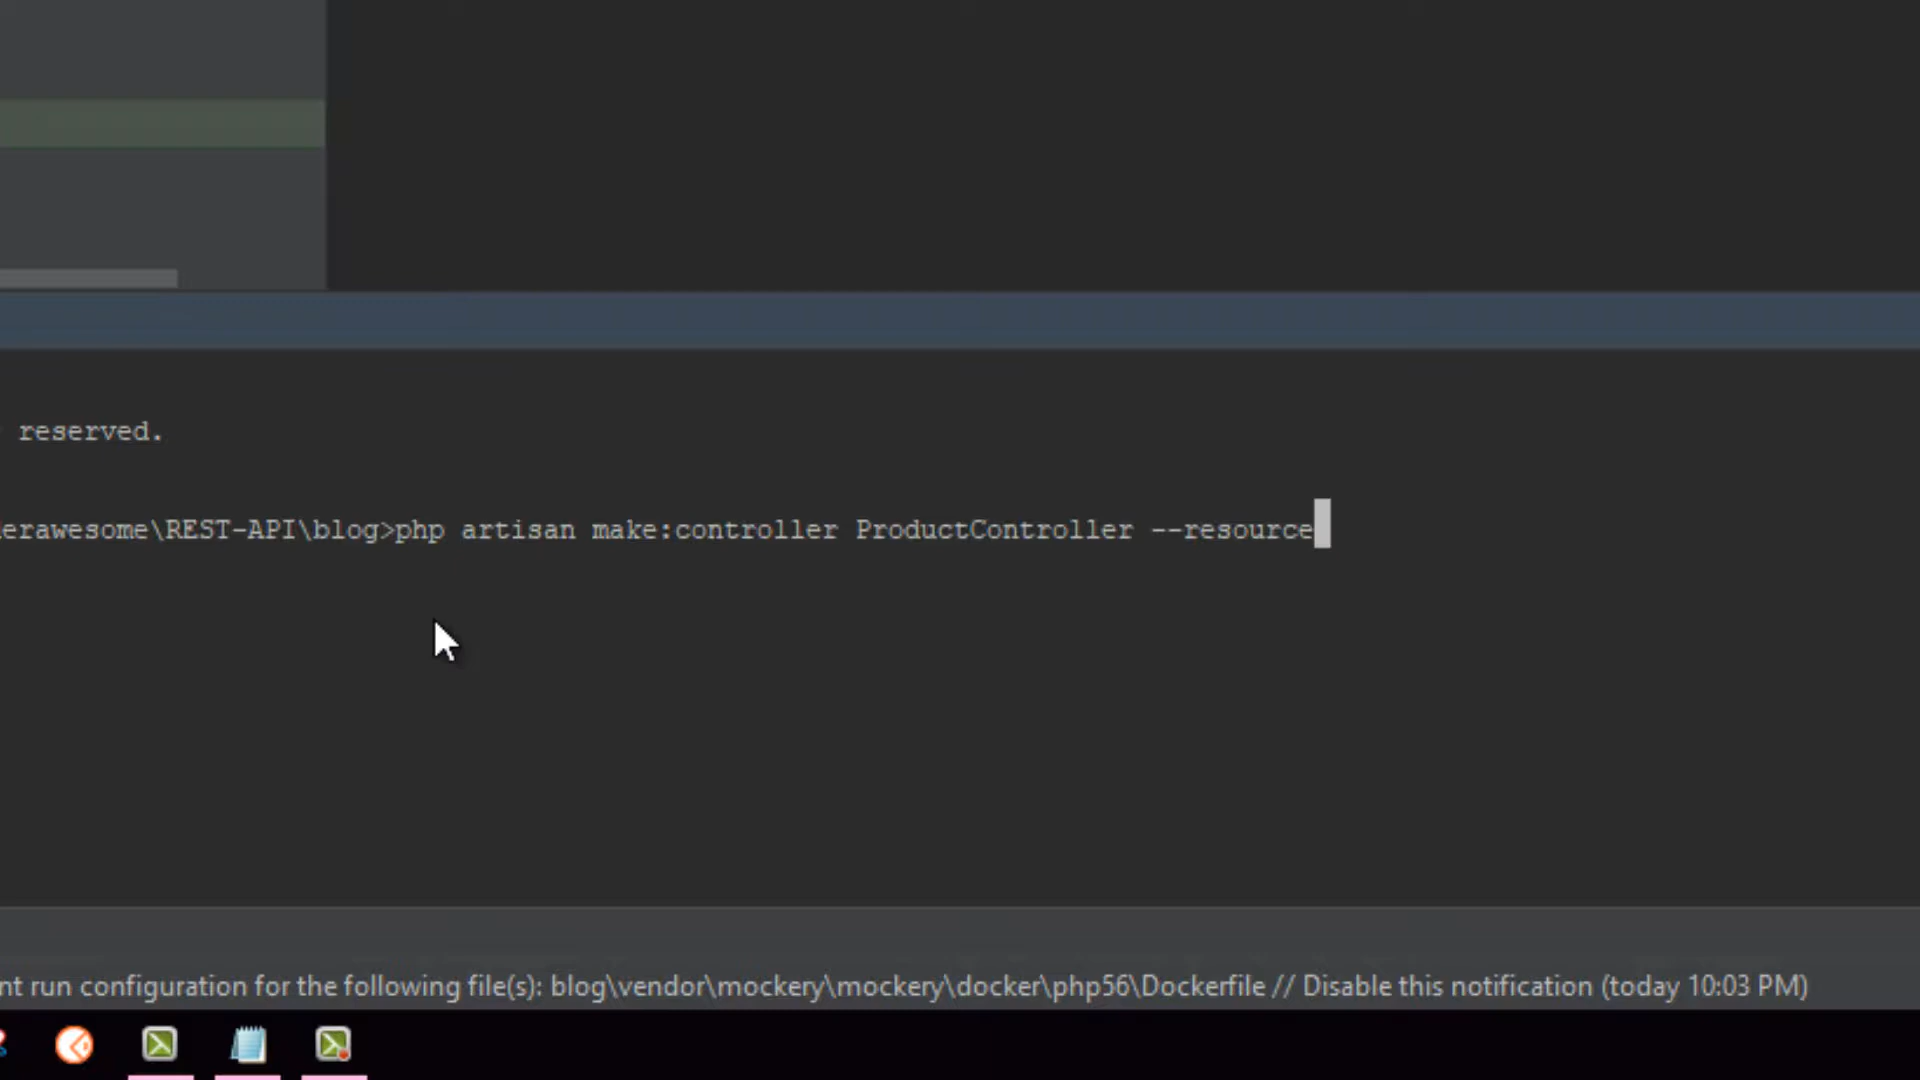 reserved.
erawesome\REST-API\blog>php artisan make:controller ProductController --resource
nt run configuration for the following file(s): blog\vendor\mockery\mockery\docker\php56\Dockerfile // Disable this notification (today 10:03 PM)